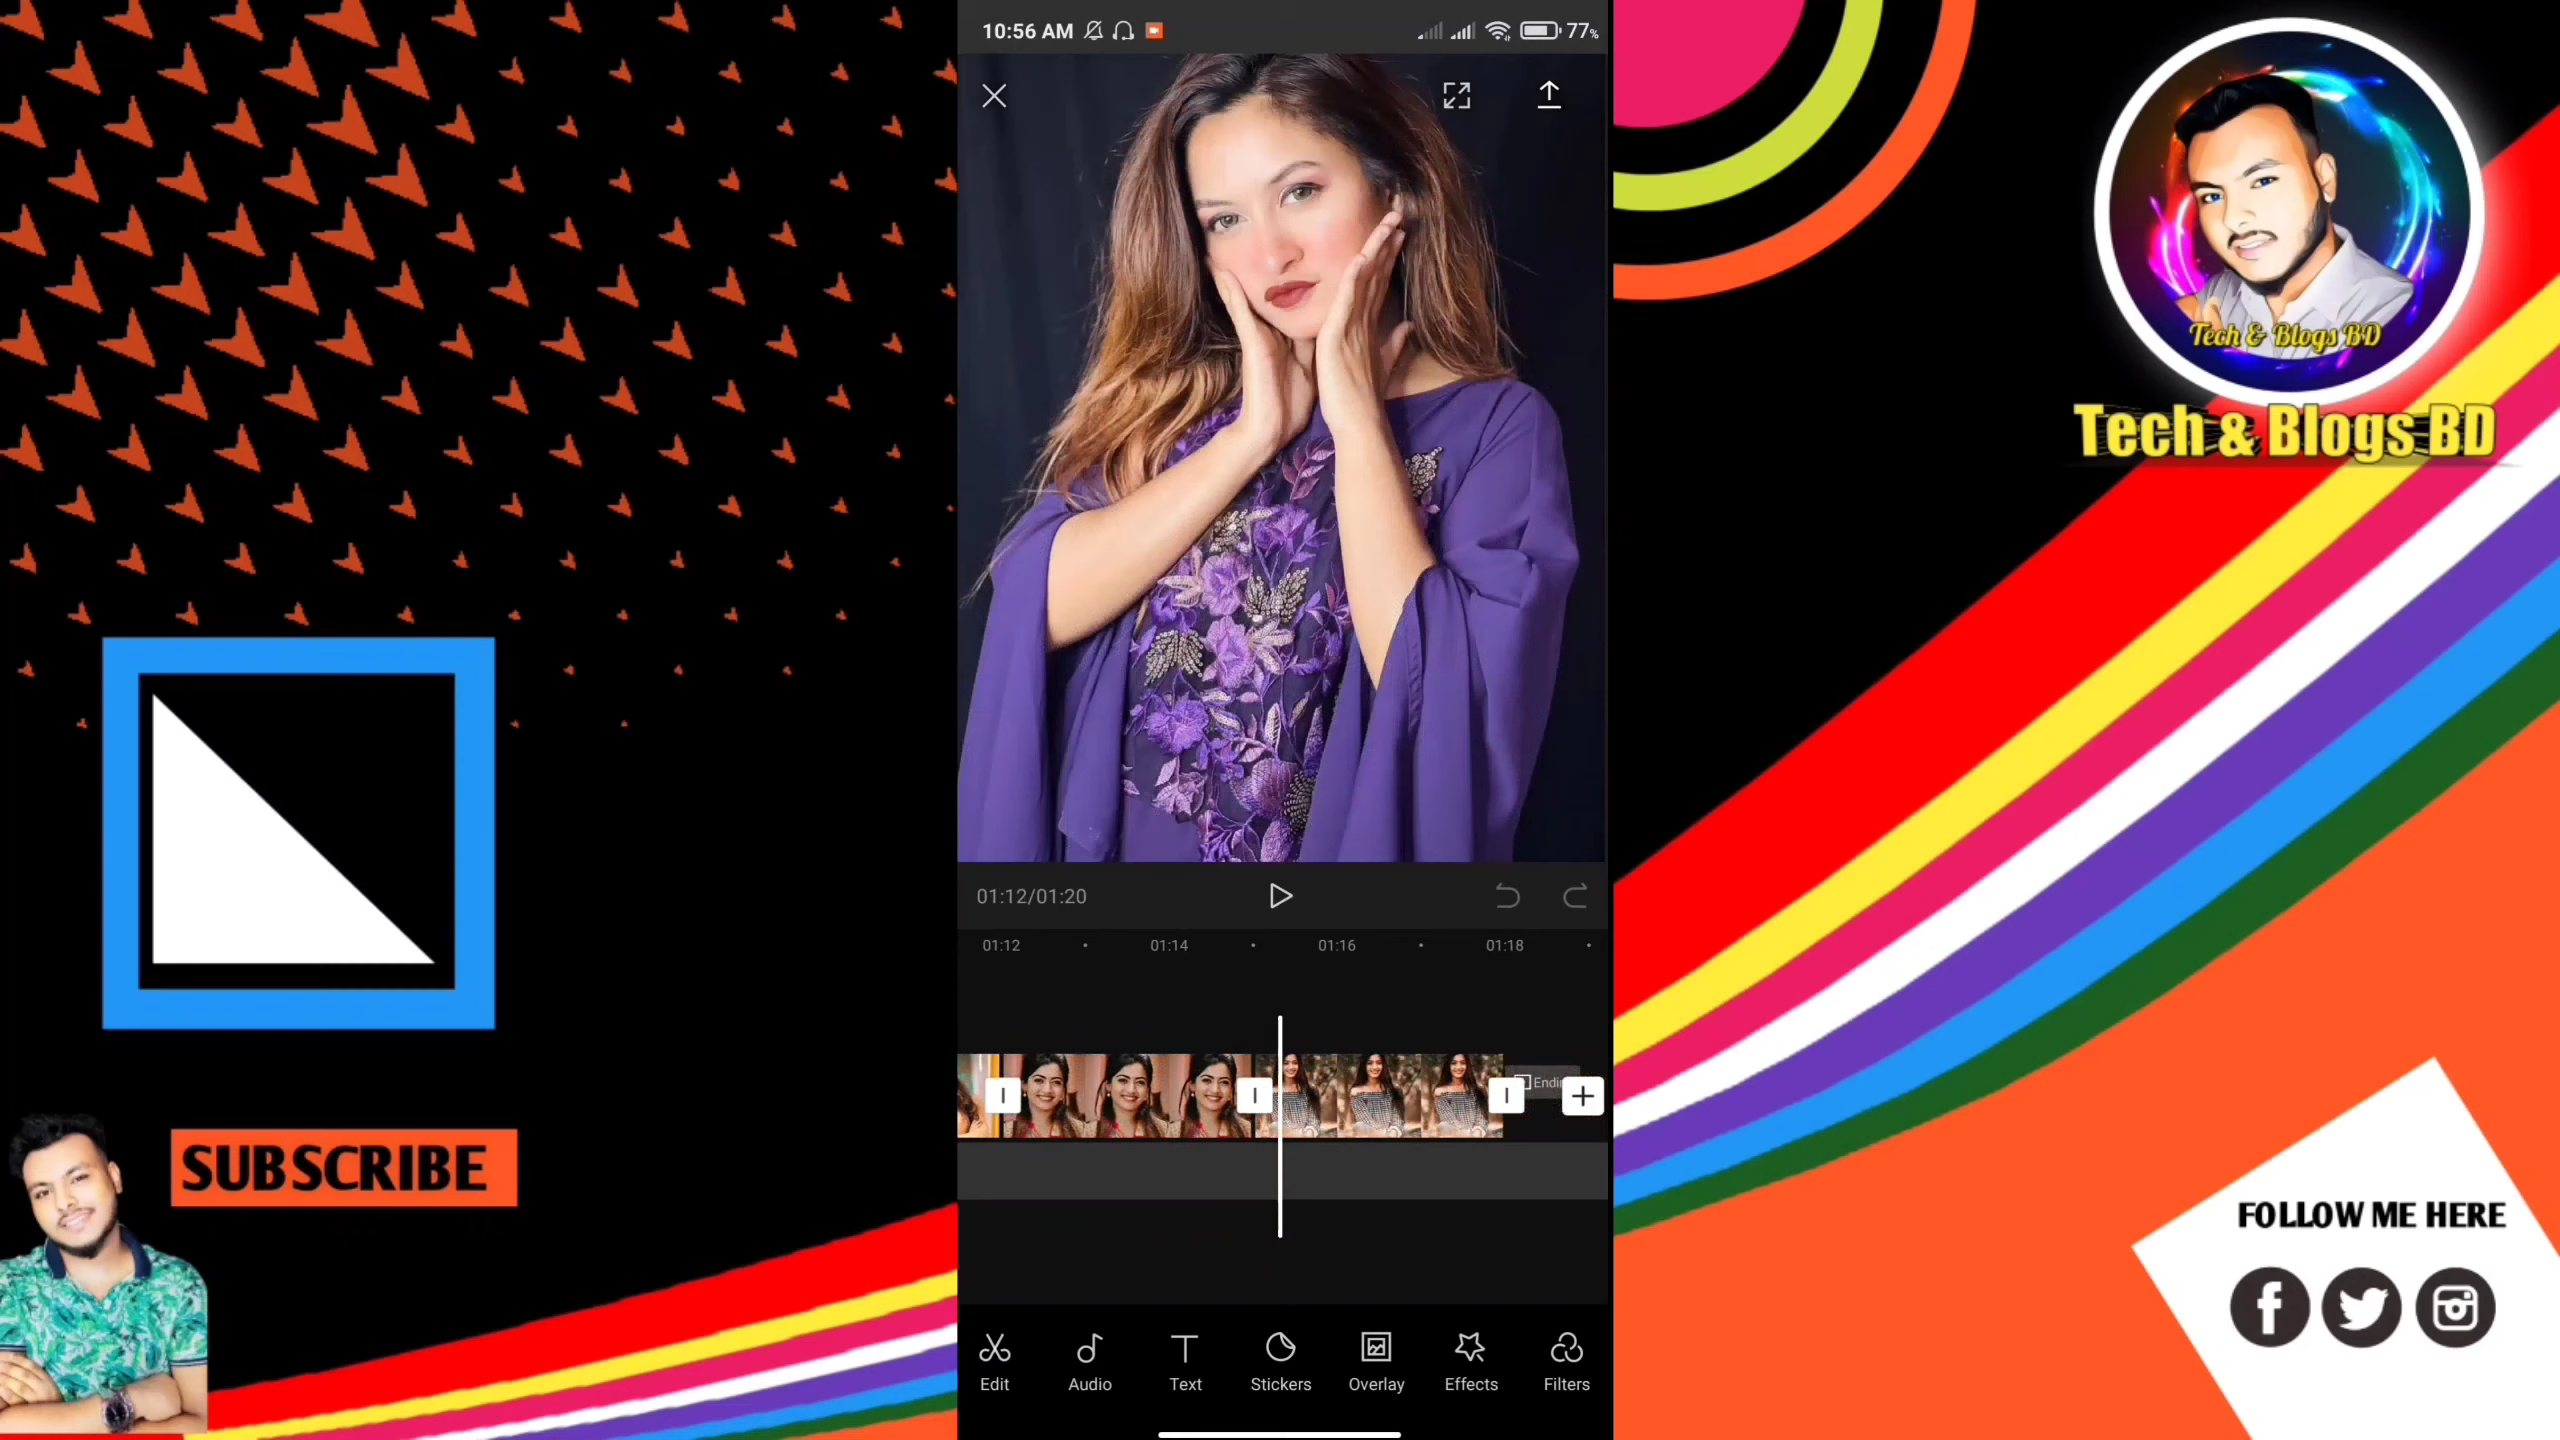 10:56 AM
77%
Tech & Blogs BD
Tech & Blogs BD
01:12/01:20
01:12
01:14
01:16
01:18
Endi
SUBSCRIBE
FOLLOW ME HERE
Edit
Audio
Text
Stickers
Overlay
Effects
Filters